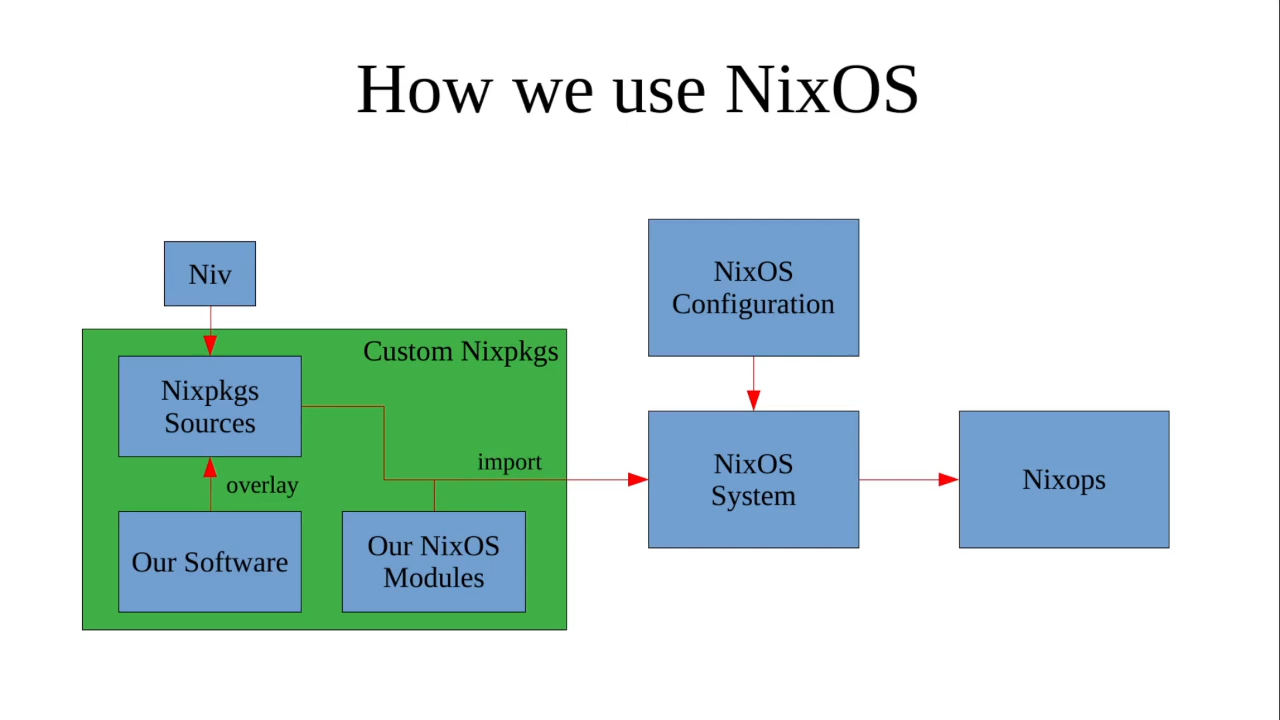 How we use NixOS
Niv
Custom Nixpkgs
Nixpkgs
Sources
overlay
Our Software
import
Our NixOS
Modules
NixOS
Configuration
NixOS
System
Nixops